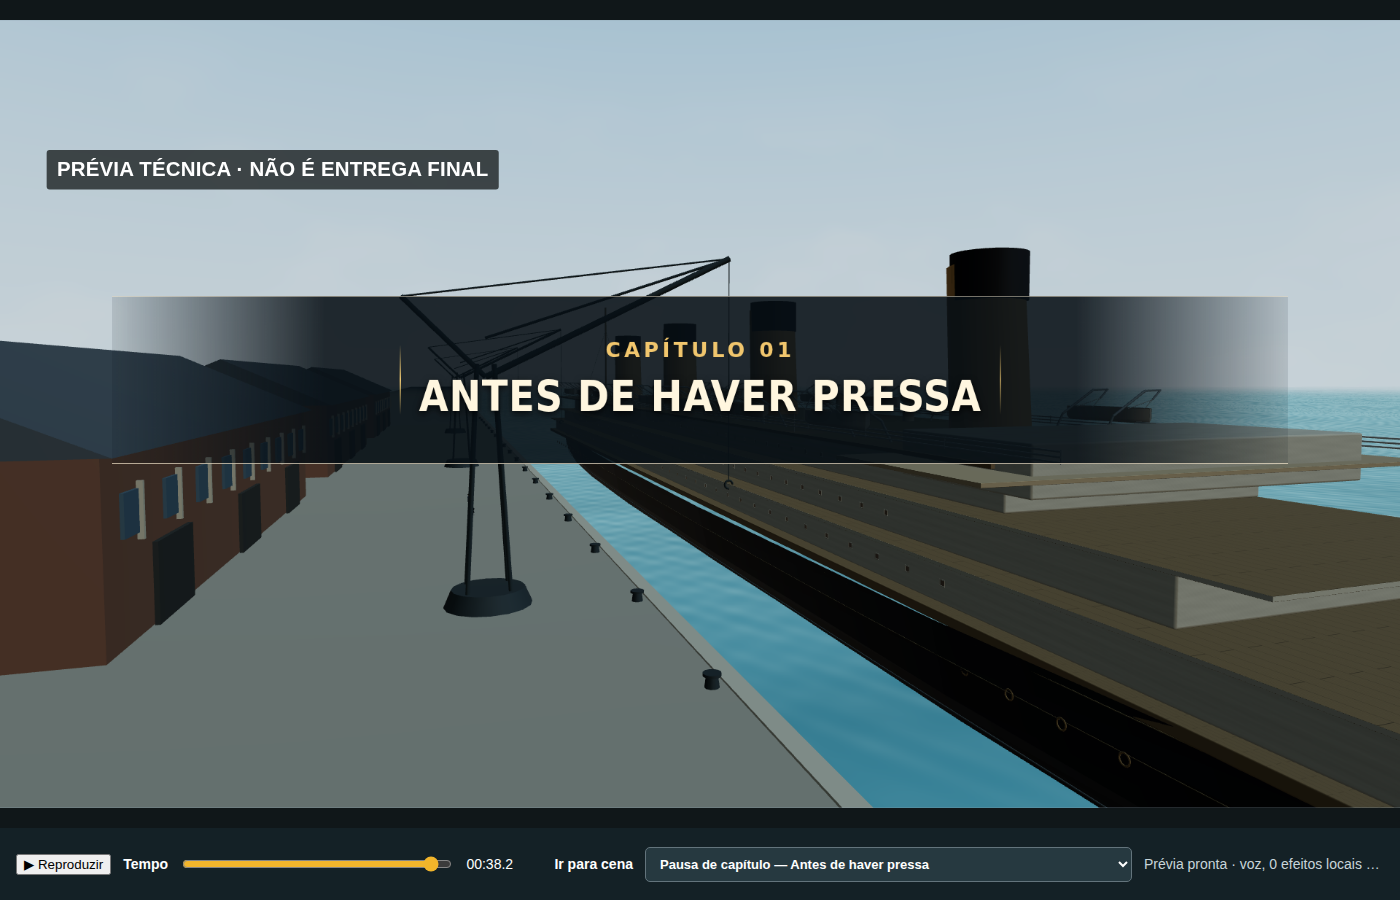 PRÉVIA TÉCNICA · NÃO É ENTREGA FINAL
CAPÍTULO 01
ANTES DE HAVER PRESSA
▶ Reproduzir Tempo 00:38.2 Ir para cena Pausa de capítulo — Antes de haver pressa Prévia pronta · voz, 0 efeitos locais …